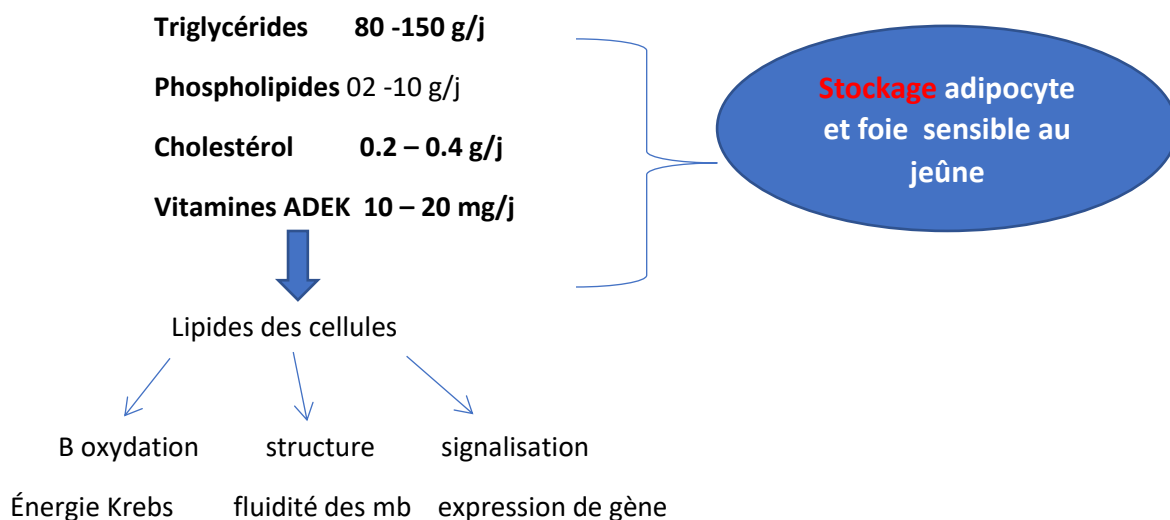 Triglycérides 80 -150 g/j
Phospholipides 02 -10 g/j
Cholestérol 0.2 – 0.4 g/j
Vitamines ADEK 10 – 20 mg/j
Stockage adipocyte
et foie sensible au
jeûne
Lipides des cellules
B oxydation structure signalisation
Énergie Krebs fluidité des mb expression de gène